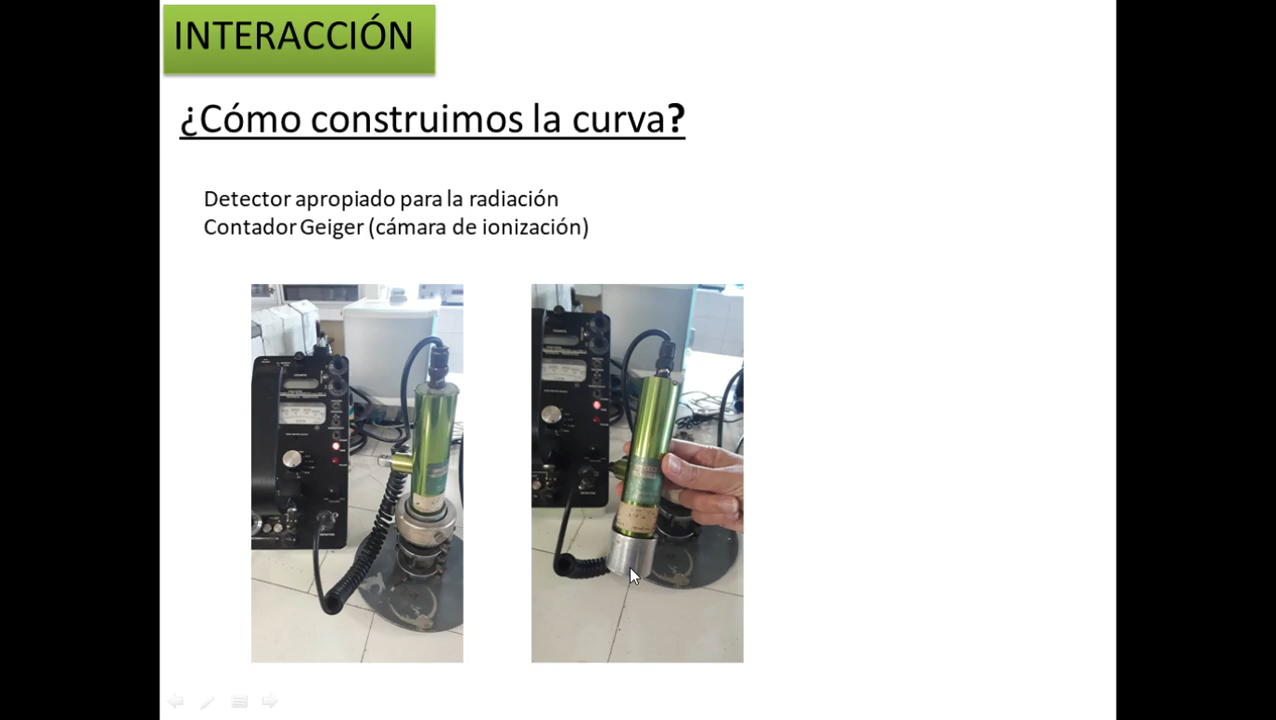 INTERACCIÓN
¿Cómo construimos la curva?
Detector apropiado para la radiación
Contador Geiger (cámara de ionización)